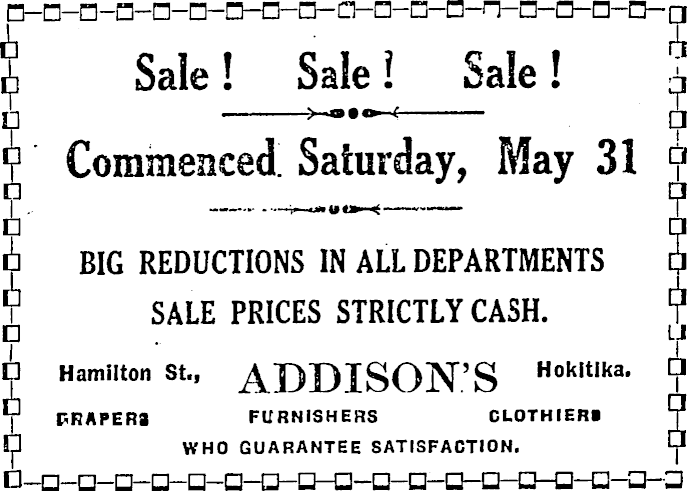 Sale! Sale! Sale!
Commenced Saturday, May 31
BIG REDUCTIONS IN ALL DEPARTMENTS
SALE PRICES STRICTLY CASH.
Hamilton St., ADDISON'S Hokitika.
DRAPERS FURNISHERS CLOTHIERS
WHO GUARANTEE SATISFACTION.